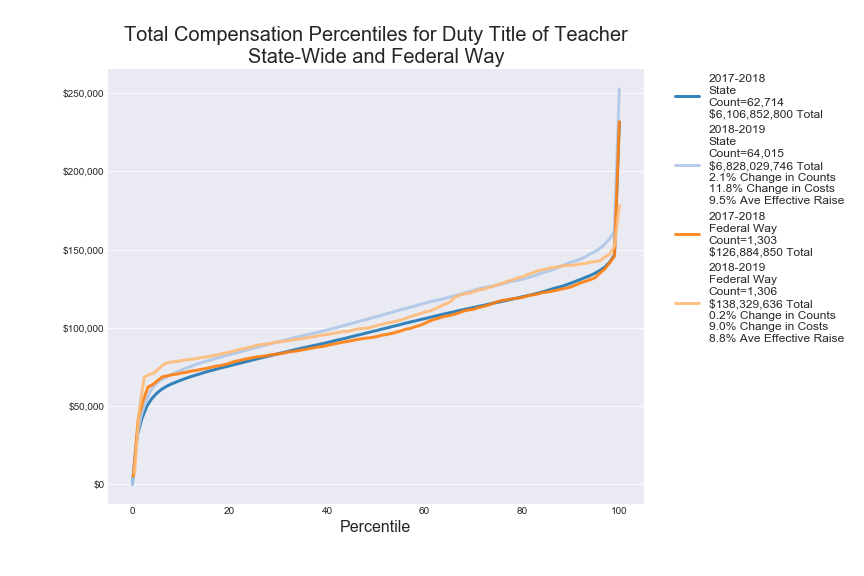 Total Compensation Percentiles for Duty Title of Teacher
State-Wide and Federal Way
$250,000
$200,000
$150,000
$100,000
$50,000
$0
0
20
40
60
80
100
Percentile
2017-2018
State
Count=62,714
$6,106,852,800 Total
2018-2019
State
Count=64,015
$6,828,029,746 Total
2.1% Change in Counts
11.8% Change in Costs
9.5% Ave Effective Raise
2017-2018
Federal Way
Count=1,303
$126,884,850 Total
2018-2019
Federal Way
Count=1,306
$138,329,636 Total
0.2% Change in Counts
9.0% Change in Costs
8.8% Ave Effective Raise